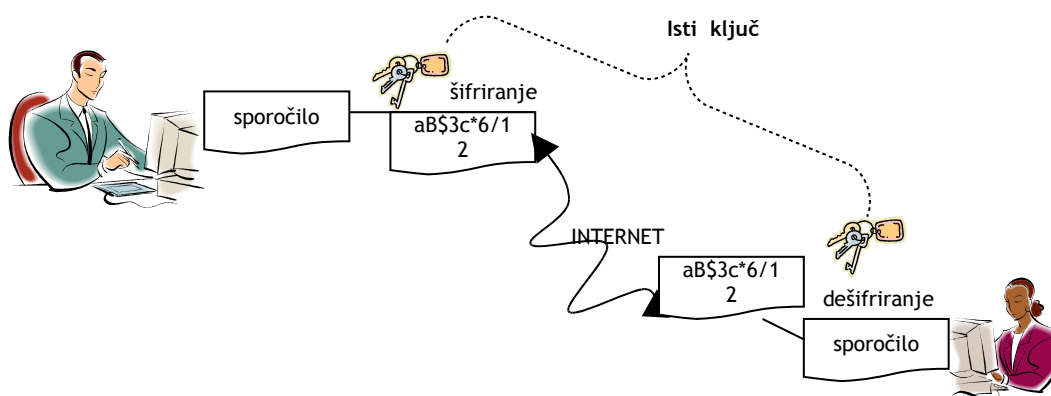 Isti ključ
šifriranje
sporočilo
aB$3c*6/1
2
INTERNET
aB$3c*6/1
2
dešifriranje
sporočilo